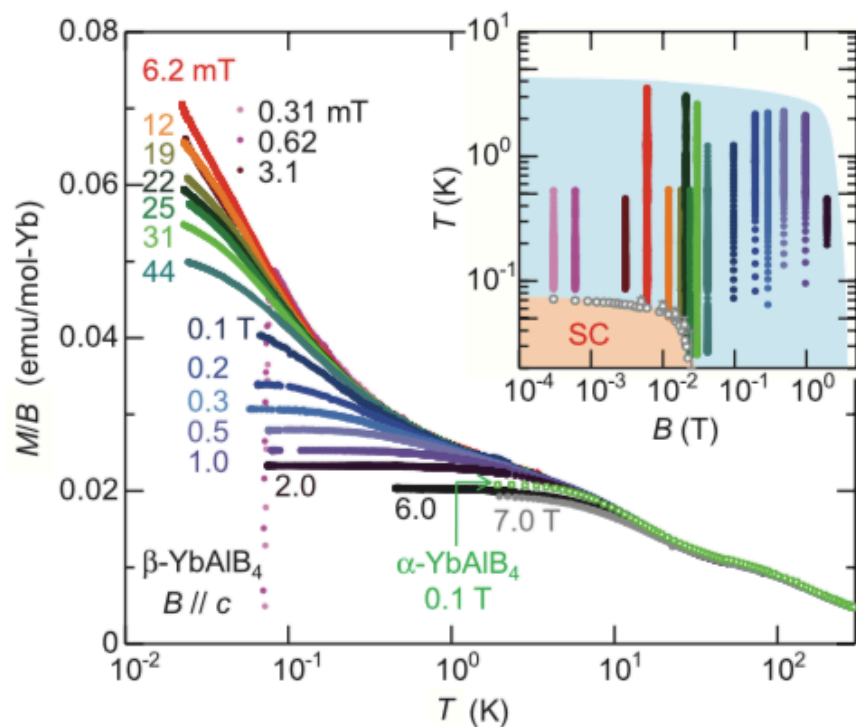 0.08
0.06
0.04
0.02
0
M/B (emu/mol-Yb)
10⁻²
10⁻¹
10⁰
10¹
10²
T (K)
6.2 mT
12
19
22
25
31
44
0.1 T
0.2
0.3
0.5
1.0
2.0
6.0
7.0 T
0.31 mT
0.62
3.1
β-YbAlB₄
B // c
α-YbAlB₄
0.1 T
10¹
10⁰
10⁻¹
T (K)
SC
10⁻⁴
10⁻³
10⁻²
10⁻¹
10⁰
B (T)